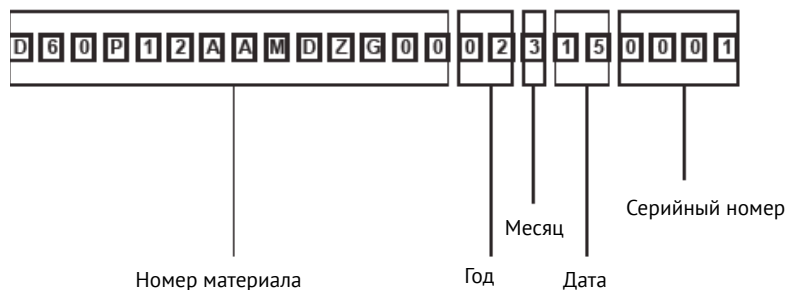 D60P12AAMDZG00 02 3 15 0001
Серийный номер
Месяц
Номер материала
Год
Дата